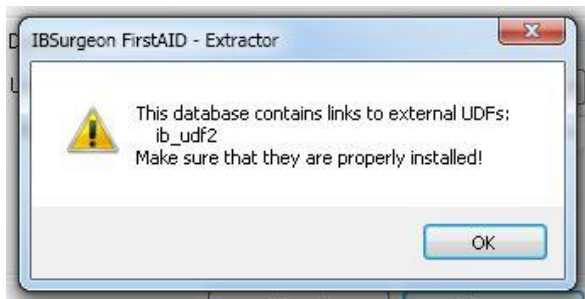 IBSurgeon FirstAID - Extractor
This database contains links to external UDFs:
ib_udf2
Make sure that they are properly installed!
OK